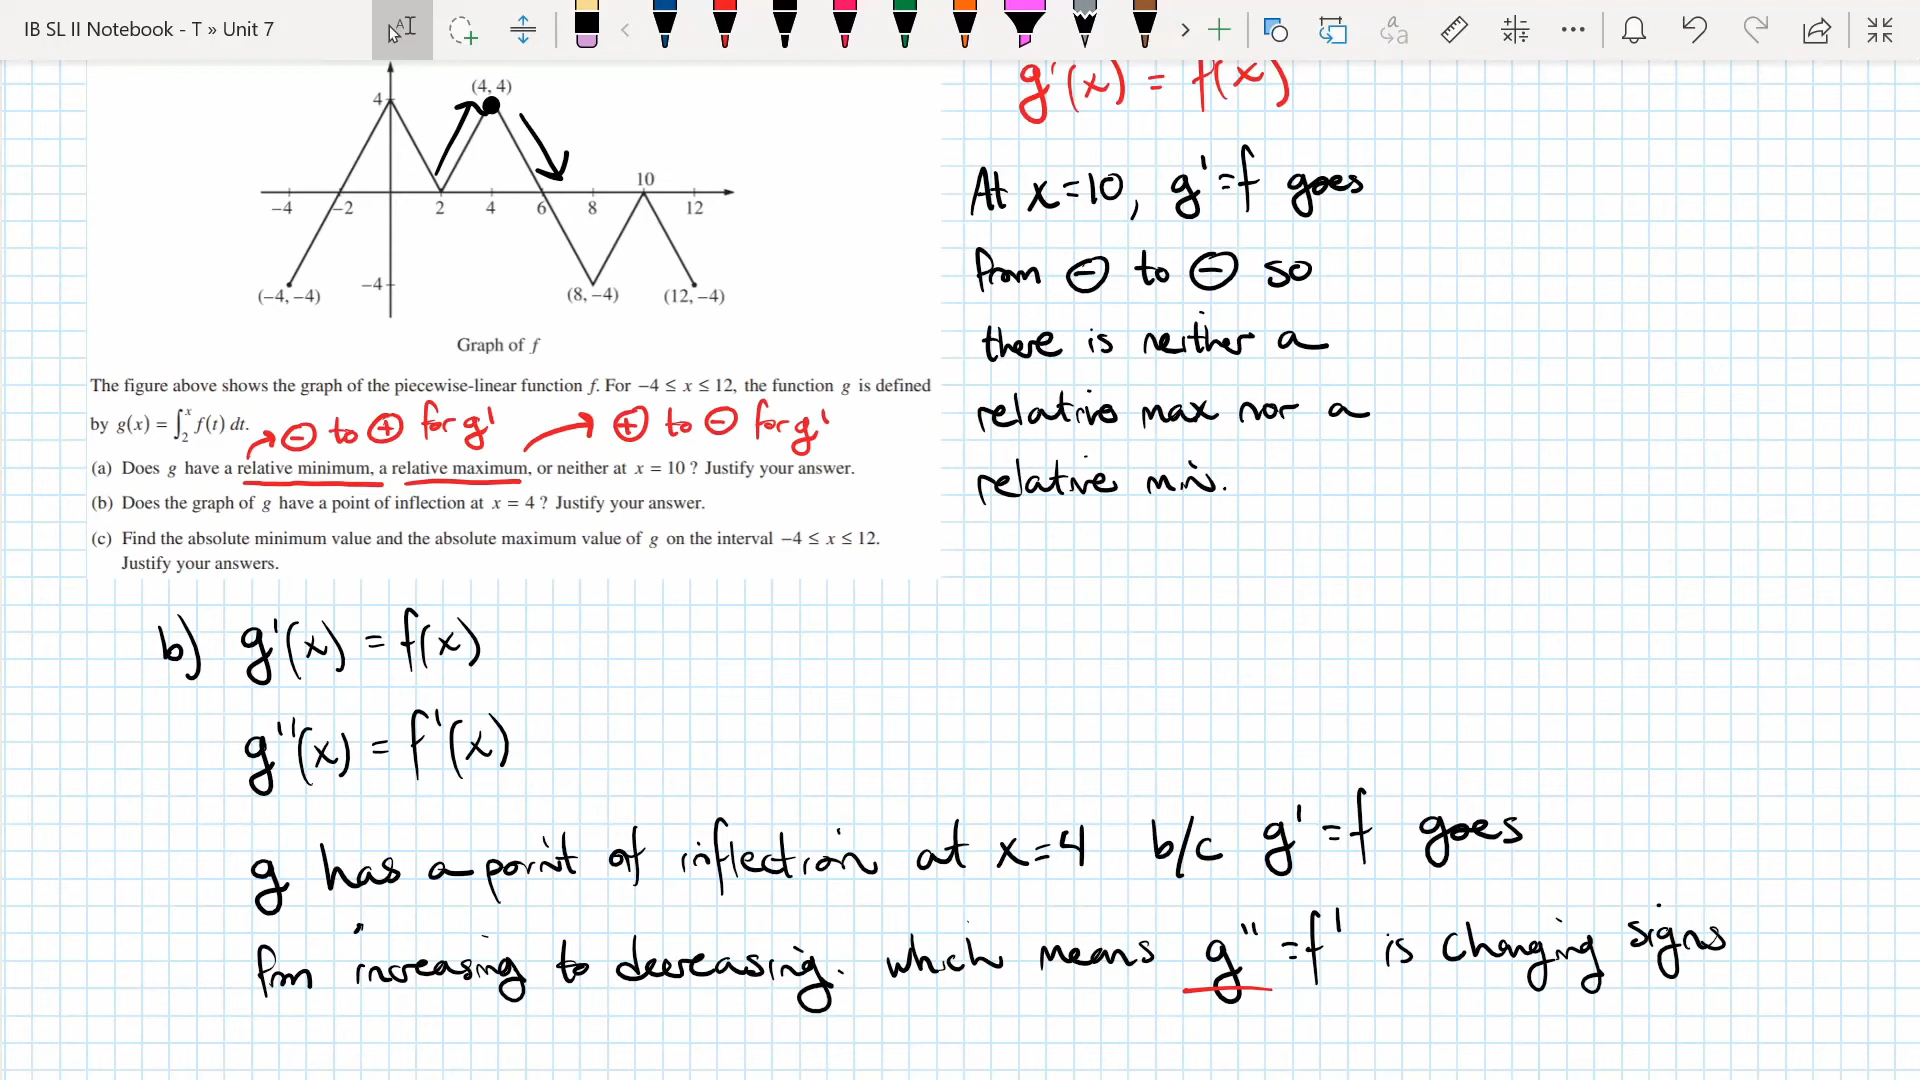 IB SL II Notebook - T » Unit 7
g'(x) = f(x)
(4, 4)
4
10
-4 -2 2 4 6 8 12
-4
(-4, -4) (8, -4) (12, -4)
Graph of f
At x=10, g'=f goes
from ⊖ to ⊖ so
there is neither a
relative max nor a
relative min.
The figure above shows the graph of the piecewise-linear function f. For −4 ≤ x ≤ 12, the function g is defined
by g(x) = ∫₂ˣ f(t) dt.
⊖ to ⊕ for g' ⊕ to ⊖ for g'
(a) Does g have a relative minimum, a relative maximum, or neither at x = 10 ? Justify your answer.
(b) Does the graph of g have a point of inflection at x = 4 ? Justify your answer.
(c) Find the absolute minimum value and the absolute maximum value of g on the interval −4 ≤ x ≤ 12.
Justify your answers.
b) g'(x) = f(x)
g''(x) = f'(x)
g has a point of inflection at x=4 b/c g'=f goes
from increasing to decreasing. which means g''=f' is changing signs